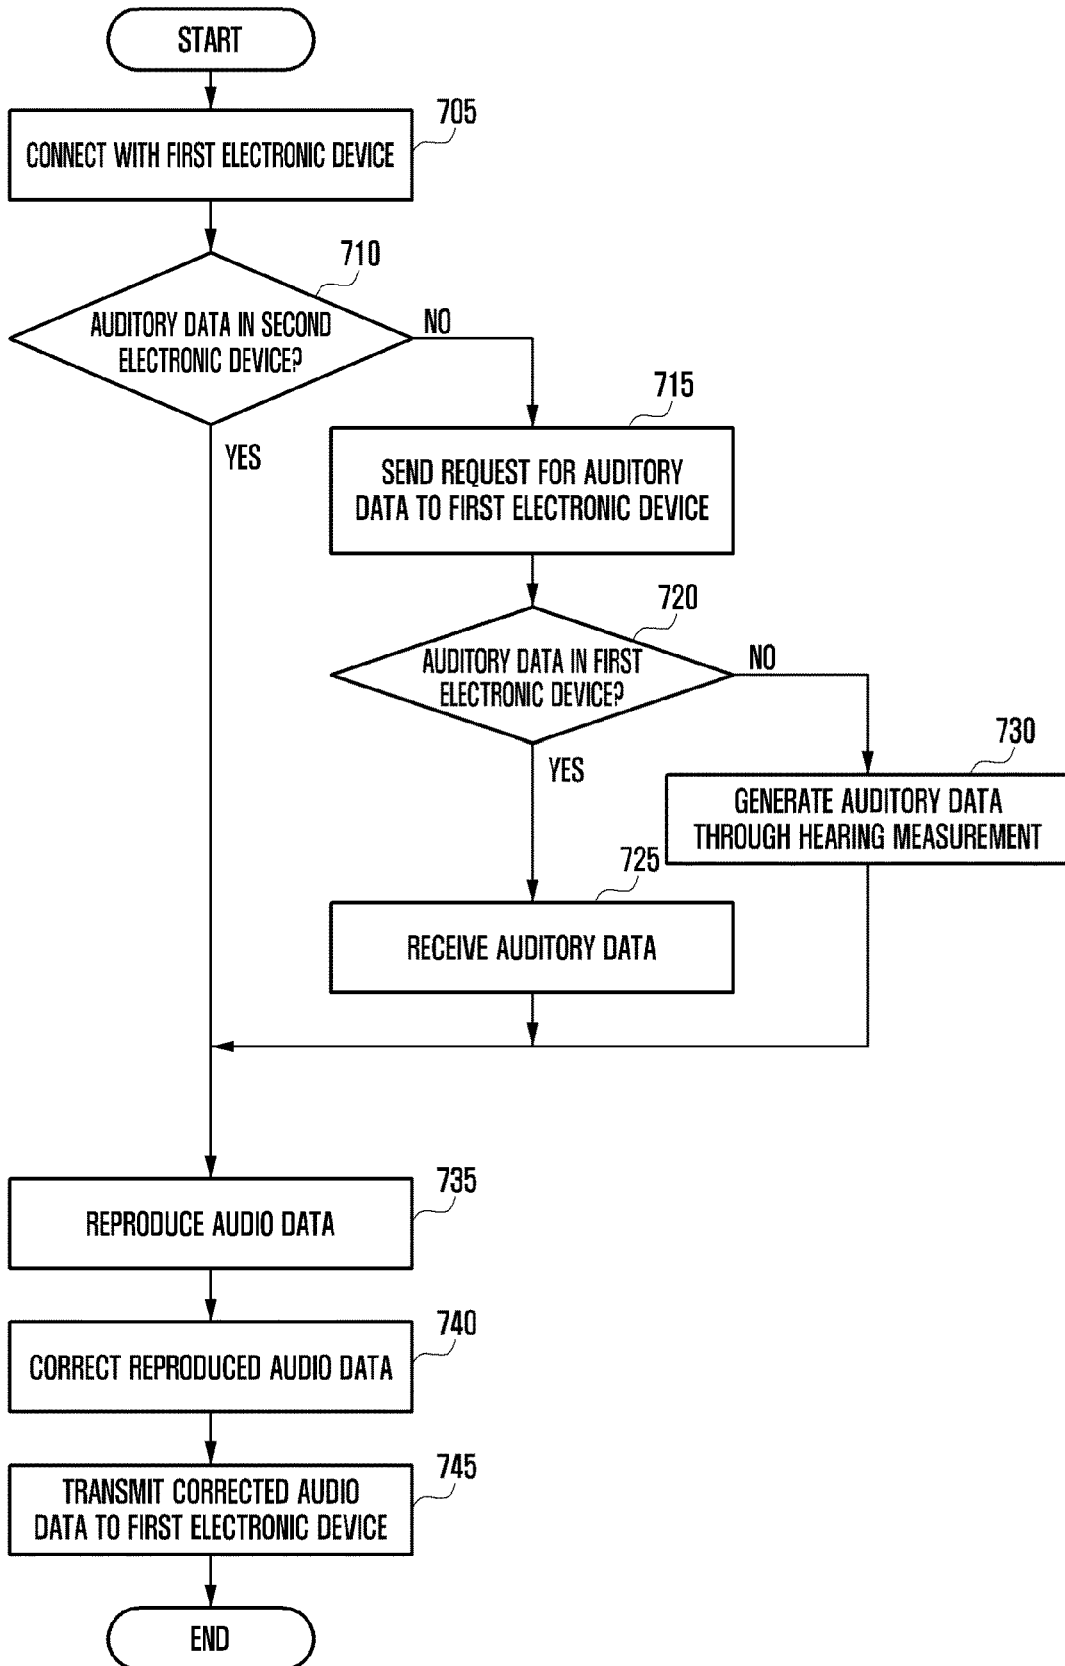 START
705
CONNECT WITH FIRST ELECTRONIC DEVICE
710
AUDITORY DATA IN SECOND
ELECTRONIC DEVICE?
NO
YES
715
SEND REQUEST FOR AUDITORY
DATA TO FIRST ELECTRONIC DEVICE
720
AUDITORY DATA IN FIRST
ELECTRONIC DEVICE?
NO
YES
730
GENERATE AUDITORY DATA
THROUGH HEARING MEASUREMENT
725
RECEIVE AUDITORY DATA
735
REPRODUCE AUDIO DATA
740
CORRECT REPRODUCED AUDIO DATA
745
TRANSMIT CORRECTED AUDIO
DATA TO FIRST ELECTRONIC DEVICE
END